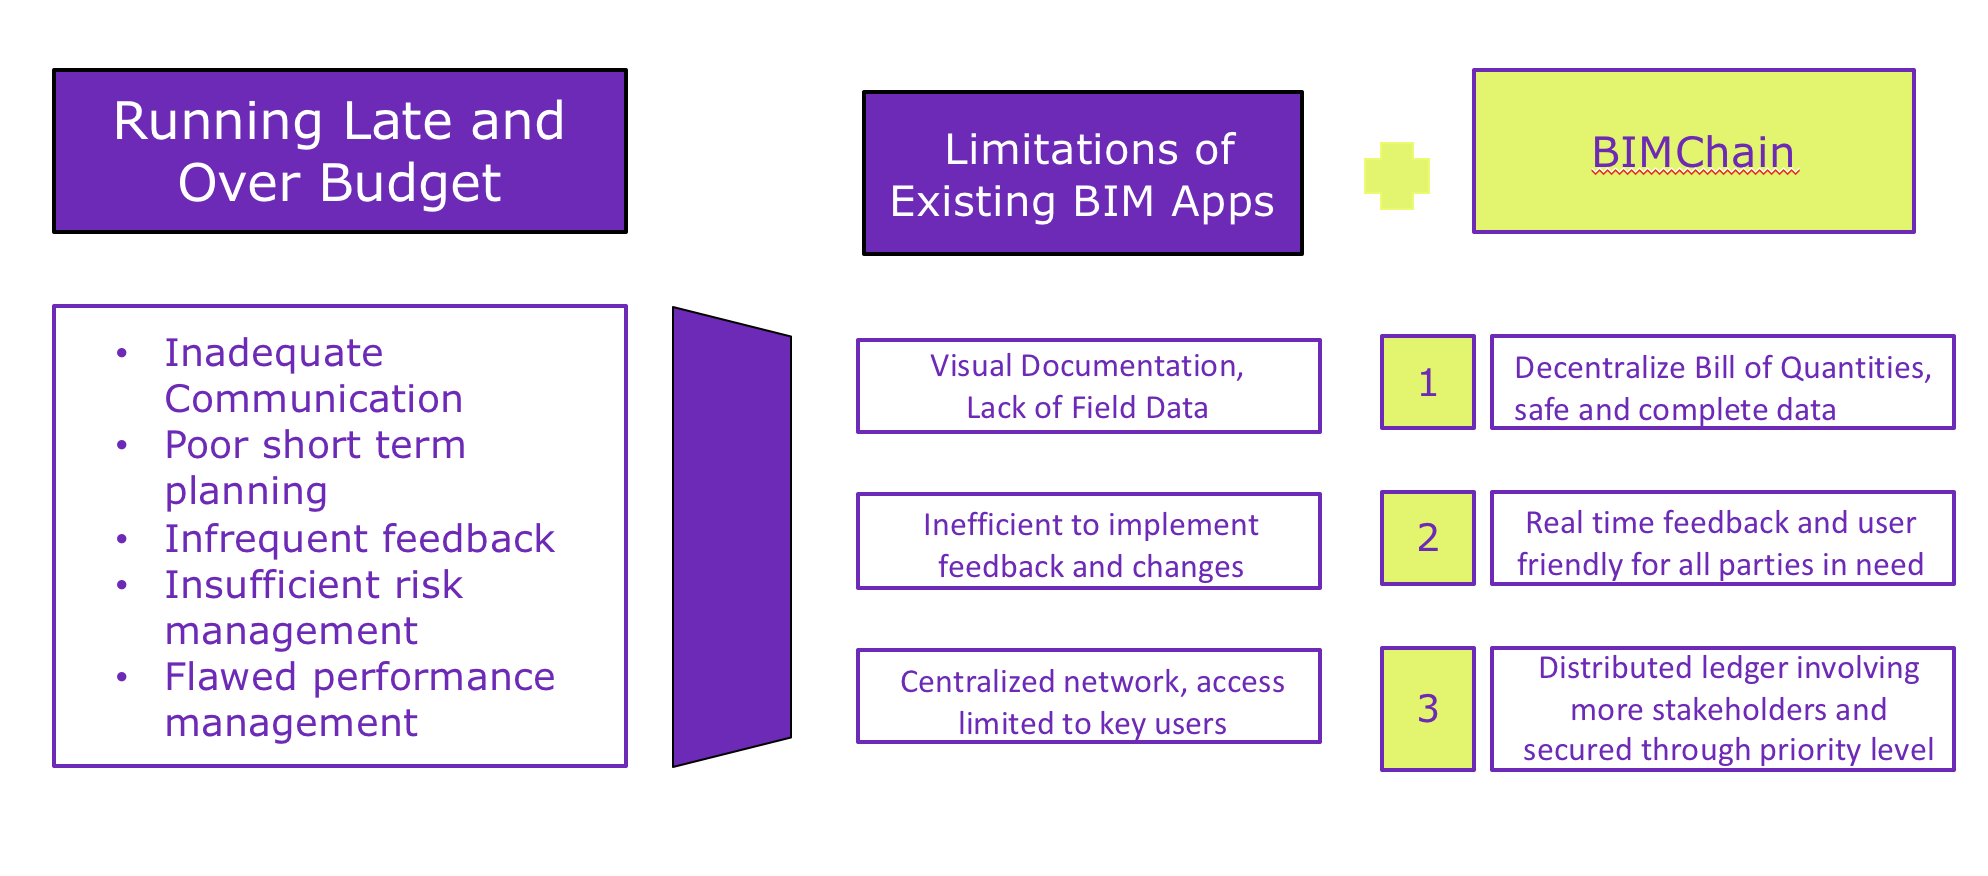 Running Late and
Over Budget
• Inadequate
Communication
• Poor short term
planning
• Infrequent feedback
• Insufficient risk
management
• Flawed performance
management
Limitations of
Existing BIM Apps
Visual Documentation,
Lack of Field Data
Inefficient to implement
feedback and changes
Centralized network, access
limited to key users
BIMChain
1
Decentralize Bill of Quantities,
safe and complete data
2
Real time feedback and user
friendly for all parties in need
3
Distributed ledger involving
more stakeholders and
secured through priority level